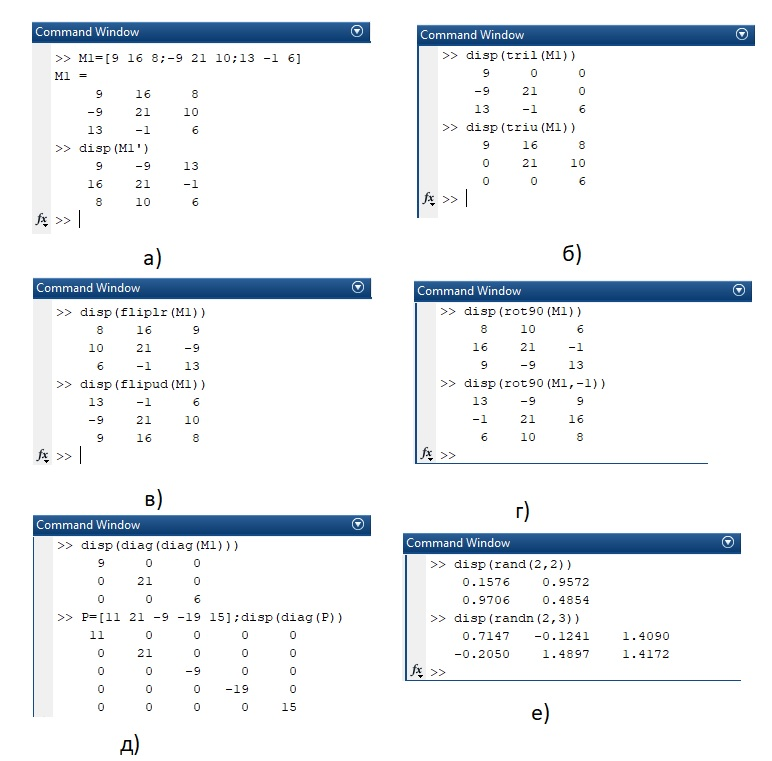 Command Window
>> M1=[9 16 8;-9 21 10;13 -1 6]
M1 =
9 16 8
-9 21 10
13 -1 6
>> disp(M1')
9 -9 13
16 21 -1
8 10 6
fx >>
а)
Command Window
>> disp(tril(M1))
9 0 0
-9 21 0
13 -1 6
>> disp(triu(M1))
9 16 8
0 21 10
0 0 6
fx >>
б)
Command Window
>> disp(fliplr(M1))
8 16 9
10 21 -9
6 -1 13
>> disp(flipud(M1))
13 -1 6
-9 21 10
9 16 8
fx >>
в)
Command Window
>> disp(rot90(M1))
8 10 6
16 21 -1
9 -9 13
>> disp(rot90(M1,-1))
13 -9 9
-1 21 16
6 10 8
fx >>
г)
Command Window
>> disp(diag(diag(M1)))
9 0 0
0 21 0
0 0 6
>> P=[11 21 -9 -19 15];disp(diag(P))
11 0 0 0 0
0 21 0 0 0
0 0 -9 0 0
0 0 0 -19 0
0 0 0 0 15
д)
Command Window
>> disp(rand(2,2))
0.1576 0.9572
0.9706 0.4854
>> disp(randn(2,3))
0.7147 -0.1241 1.4090
-0.2050 1.4897 1.4172
fx >>
е)